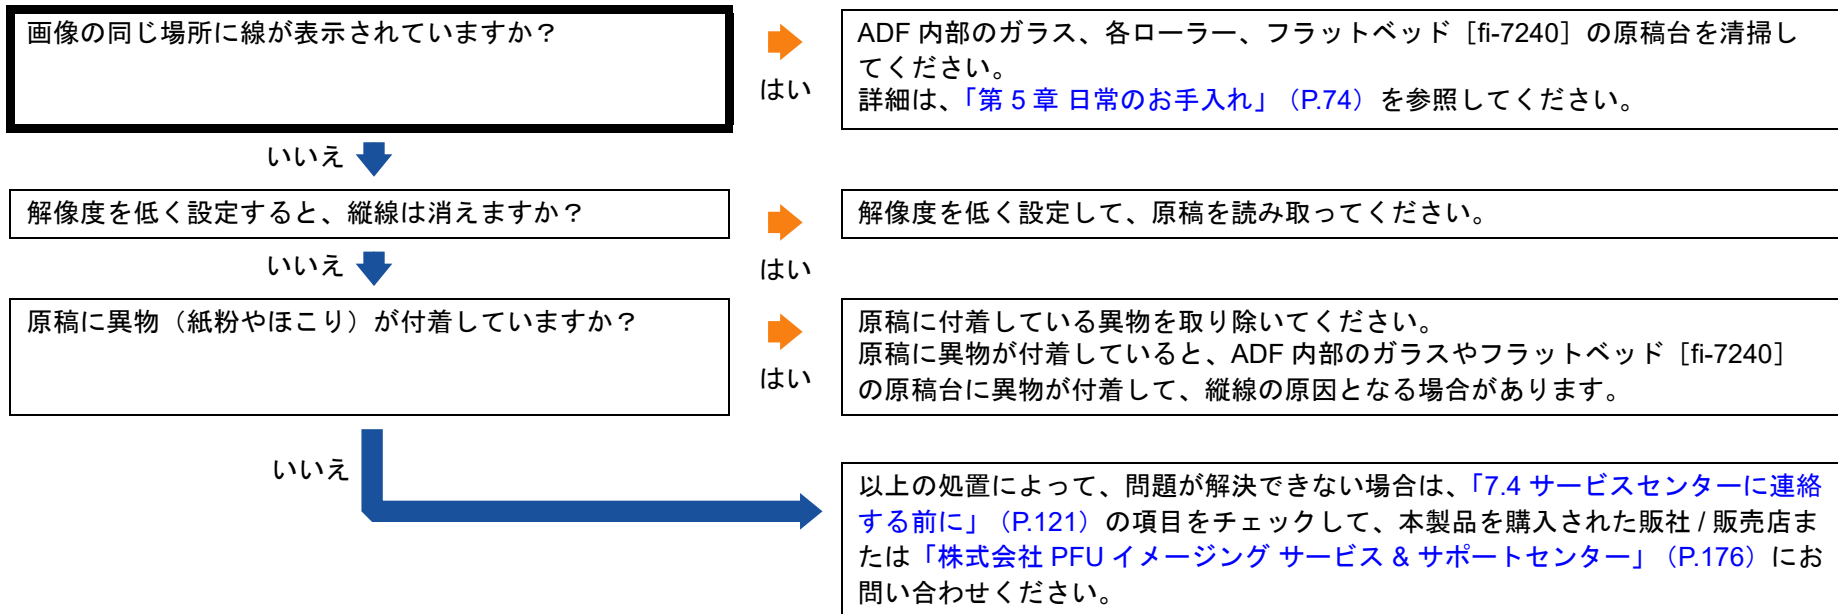 画像の同じ場所に線が表示されていますか？
はい
ADF 内部のガラス、各ローラー、フラットベッド［fi-7240］の原稿台を清掃し
てください。
詳細は、「第 5 章 日常のお手入れ」（P.74）を参照してください。
いいえ
解像度を低く設定すると、縦線は消えますか？
はい
解像度を低く設定して、原稿を読み取ってください。
いいえ
原稿に異物（紙粉やほこり）が付着していますか？
はい
原稿に付着している異物を取り除いてください。
原稿に異物が付着していると、ADF 内部のガラスやフラットベッド［fi-7240］
の原稿台に異物が付着して、縦線の原因となる場合があります。
いいえ
以上の処置によって、問題が解決できない場合は、「7.4 サービスセンターに連絡
する前に」（P.121）の項目をチェックして、本製品を購入された販社 / 販売店ま
たは「株式会社 PFU イメージング サービス & サポートセンター」（P.176）にお
問い合わせください。